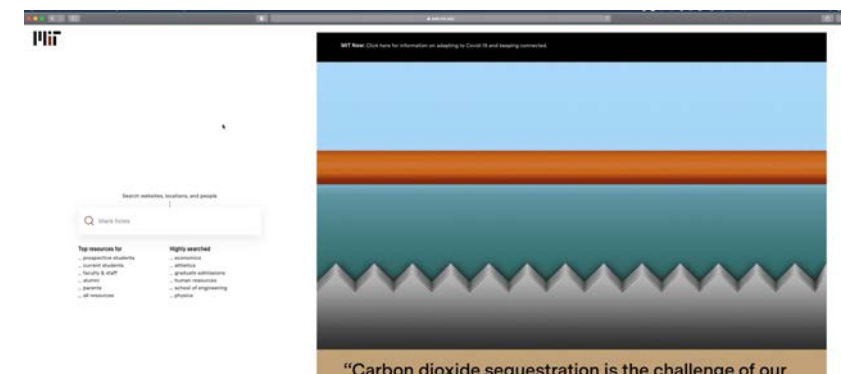 MIT
MIT Now: Click here for information on adapting to Covid-19 and keeping connected.
Search websites, locations, and people
black holes
Top resources for
... prospective students
... current students
... faculty & staff
... alumni
... parents
... all resources
Highly searched
... economics
... athletics
... graduate admissions
... human resources
... school of engineering
... physics
“Carbon dioxide sequestration is the challenge of our